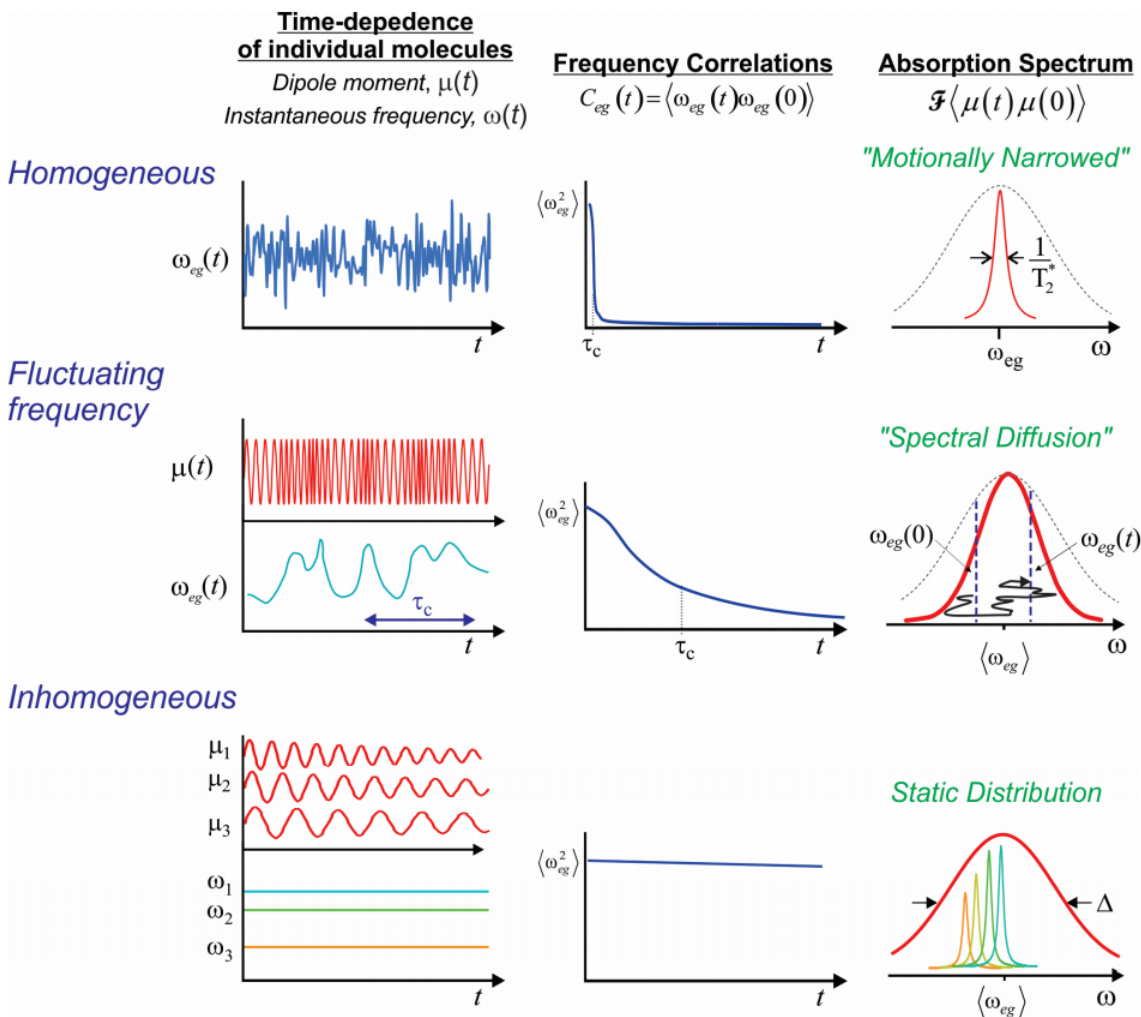 Time-depedence
of individual molecules
Dipole moment, μ(t)
Instantaneous frequency, ω(t)
Frequency Correlations
C_eg(t)=⟨ω_eg(t)ω_eg(0)⟩
Absorption Spectrum
ℱ⟨μ(t)μ(0)⟩
Homogeneous
ω_eg(t)
t
⟨ω_eg²⟩
τ_c
t
"Motionally Narrowed"
1/T₂*
ω_eg
ω
Fluctuating
frequency
μ(t)
ω_eg(t)
τ_c
t
⟨ω_eg²⟩
τ_c
t
"Spectral Diffusion"
ω_eg(0)
ω_eg(t)
⟨ω_eg⟩
ω
Inhomogeneous
μ₁
μ₂
μ₃
ω₁
ω₂
ω₃
t
⟨ω_eg²⟩
t
Static Distribution
Δ
⟨ω_eg⟩
ω